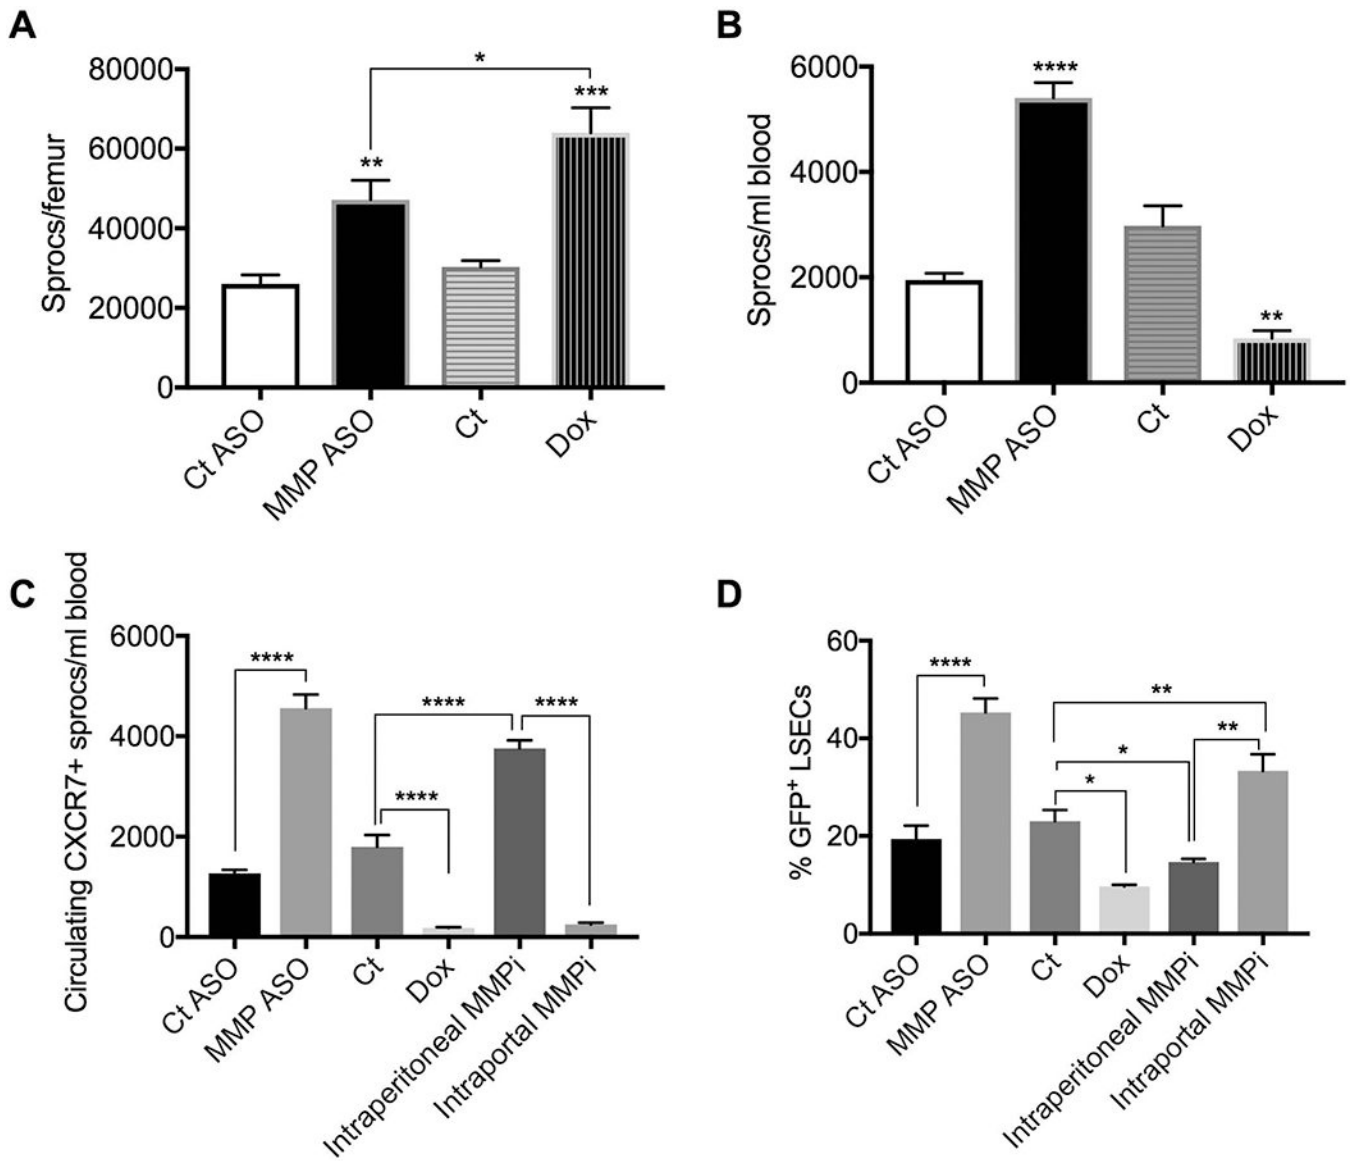 A
80000
60000
40000
20000
0
Sprocs/femur
**
*
***
Ct ASO
MMP ASO
Ct
Dox
B
6000
4000
2000
0
Sprocs/ml blood
****
**
Ct ASO
MMP ASO
Ct
Dox
C
6000
4000
2000
0
Circulating CXCR7+ sprocs/ml blood
****
****
****
****
Ct ASO
MMP ASO
Ct
Dox
Intraperitoneal MMPi
Intraportal MMPi
D
60
40
20
0
% GFP⁺ LSECs
****
**
**
*
*
Ct ASO
MMP ASO
Ct
Dox
Intraperitoneal MMPi
Intraportal MMPi